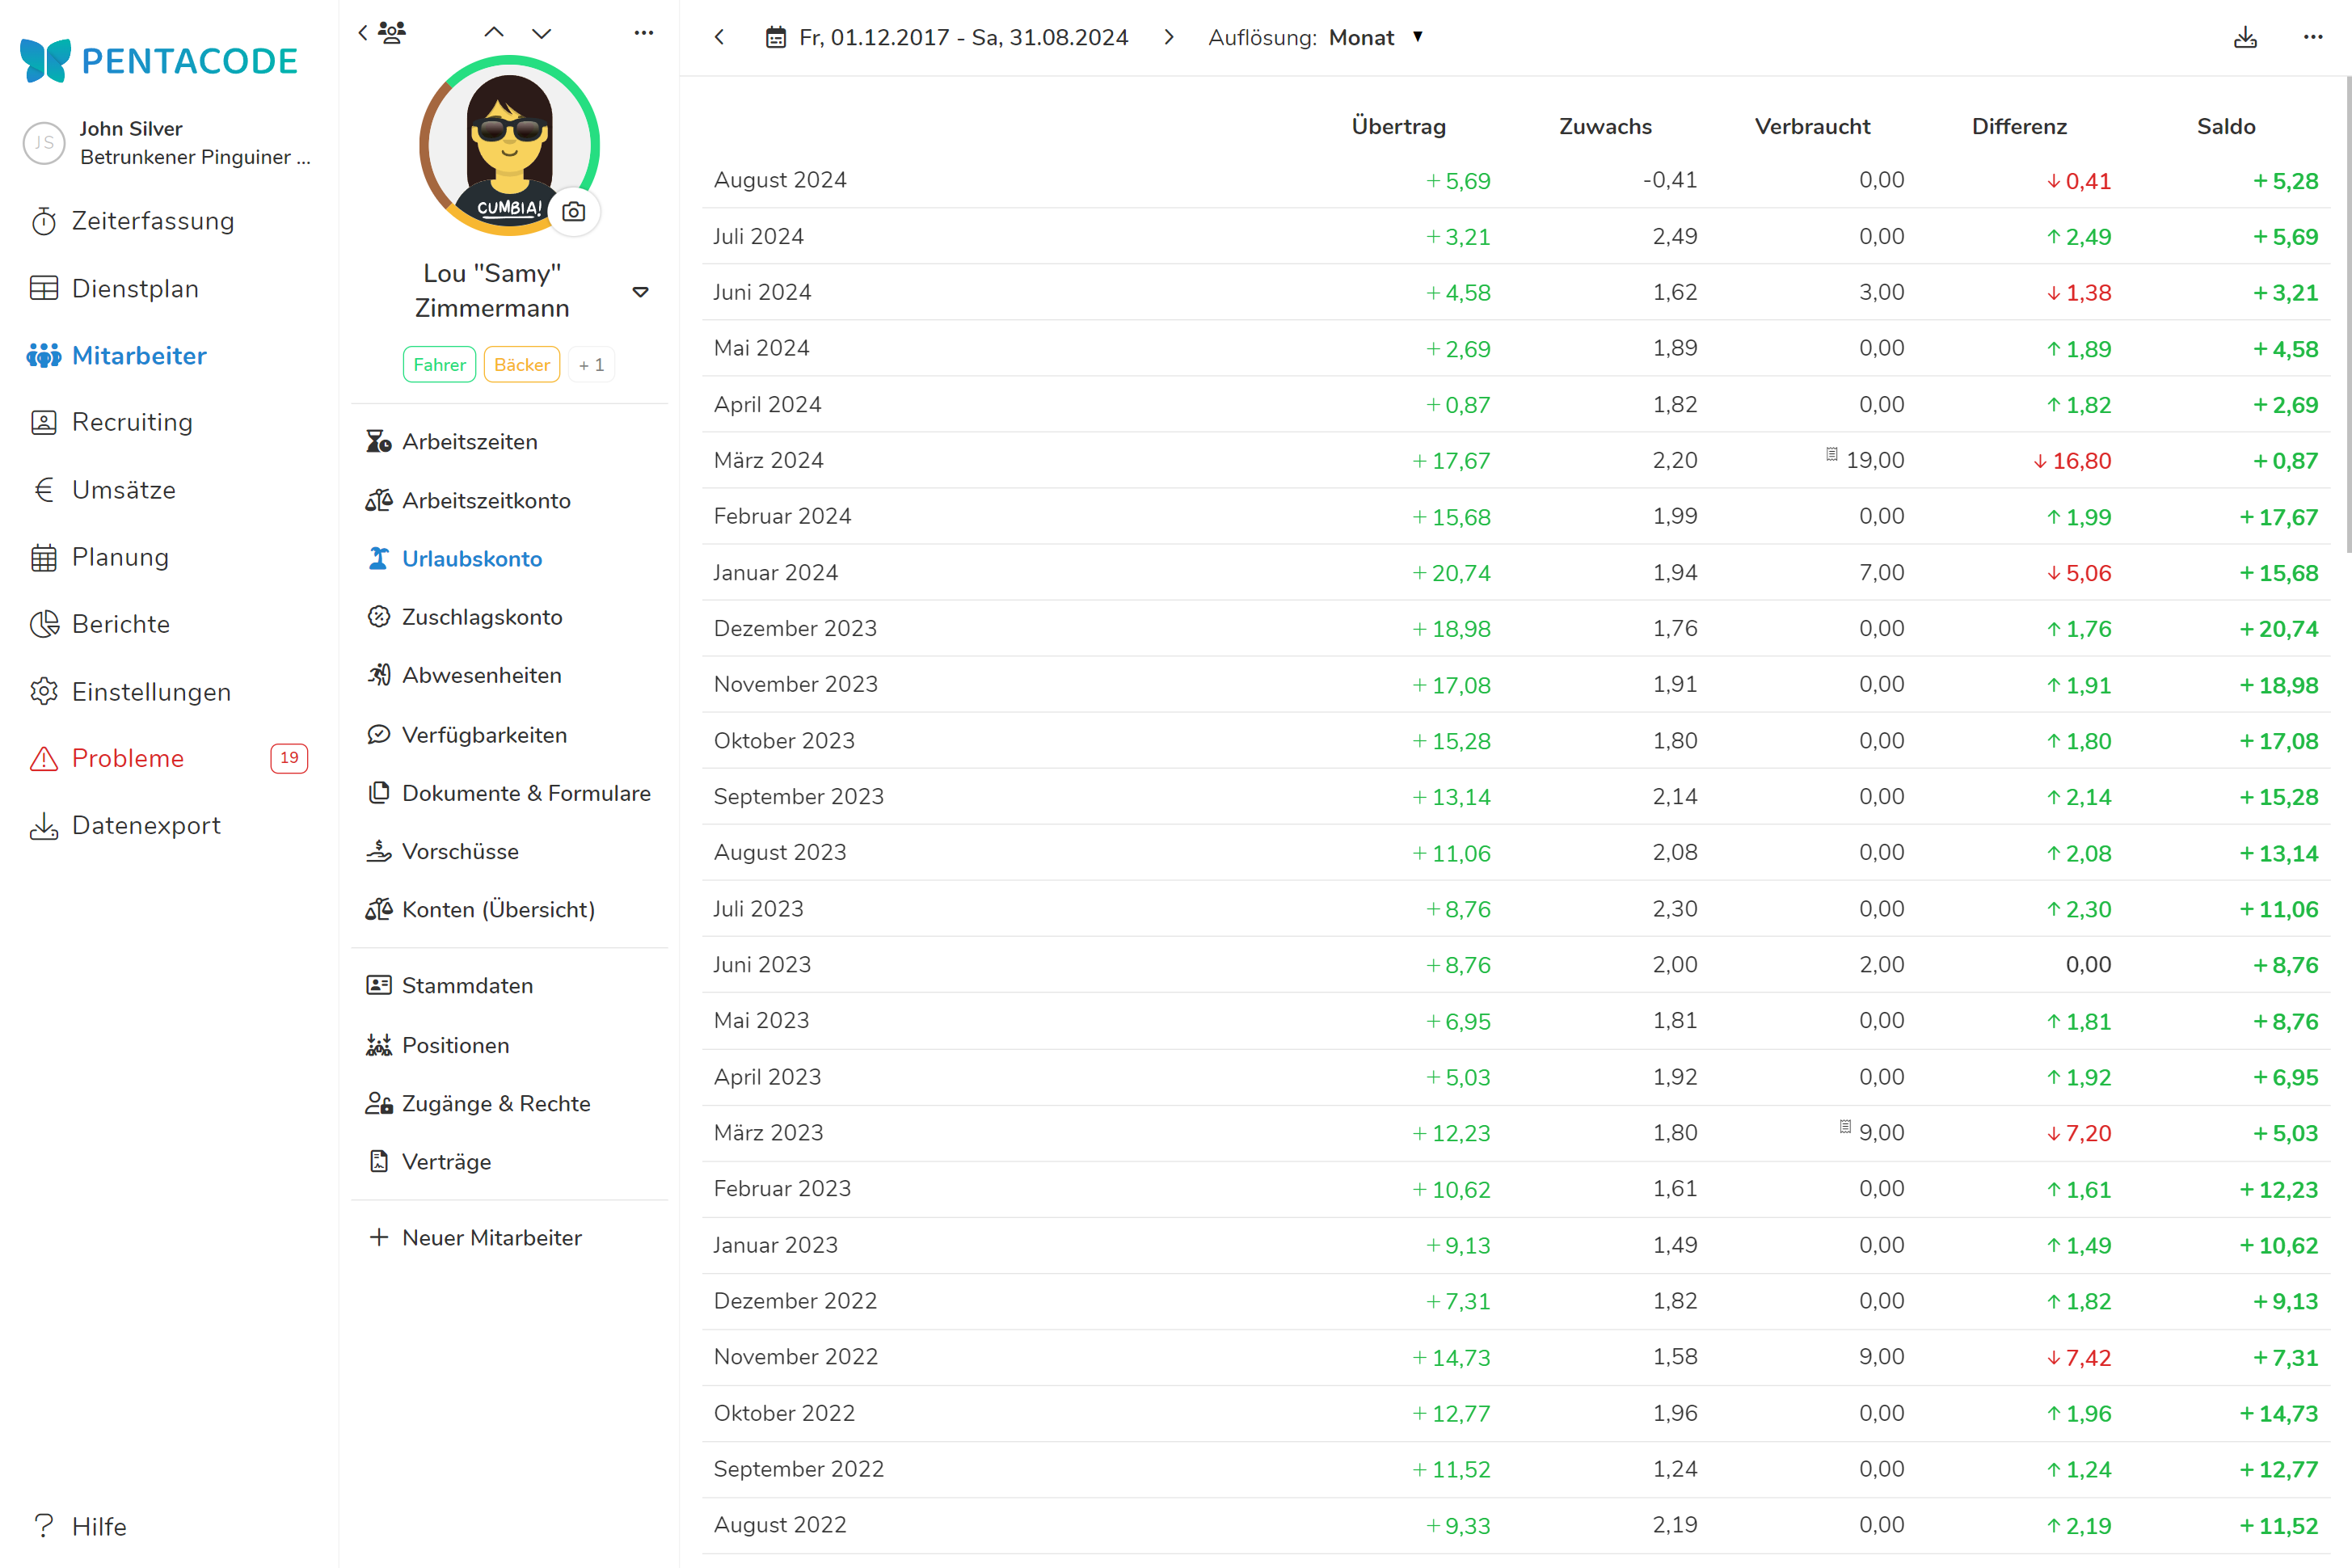 PENTACODE
JS
John Silver
Betrunkener Pinguiner ...
Zeiterfassung
Dienstplan
Mitarbeiter
Recruiting
Umsätze
Planung
Berichte
Einstellungen
Probleme 19
Datenexport
Hilfe
CUMBIA!
Lou "Samy"
Zimmermann
Fahrer Bäcker + 1
Arbeitszeiten
Arbeitszeitkonto
Urlaubskonto
Zuschlagskonto
Abwesenheiten
Verfügbarkeiten
Dokumente & Formulare
Vorschüsse
Konten (Übersicht)
Stammdaten
Positionen
Zugänge & Rechte
Verträge
Neuer Mitarbeiter
Fr, 01.12.2017 - Sa, 31.08.2024 Auflösung: Monat
Übertrag Zuwachs Verbraucht Differenz Saldo
August 2024 +5,69 -0,41 0,00 ↓0,41 +5,28
Juli 2024 +3,21 2,49 0,00 ↑2,49 +5,69
Juni 2024 +4,58 1,62 3,00 ↓1,38 +3,21
Mai 2024 +2,69 1,89 0,00 ↑1,89 +4,58
April 2024 +0,87 1,82 0,00 ↑1,82 +2,69
März 2024 +17,67 2,20 19,00 ↓16,80 +0,87
Februar 2024 +15,68 1,99 0,00 ↑1,99 +17,67
Januar 2024 +20,74 1,94 7,00 ↓5,06 +15,68
Dezember 2023 +18,98 1,76 0,00 ↑1,76 +20,74
November 2023 +17,08 1,91 0,00 ↑1,91 +18,98
Oktober 2023 +15,28 1,80 0,00 ↑1,80 +17,08
September 2023 +13,14 2,14 0,00 ↑2,14 +15,28
August 2023 +11,06 2,08 0,00 ↑2,08 +13,14
Juli 2023 +8,76 2,30 0,00 ↑2,30 +11,06
Juni 2023 +8,76 2,00 2,00 0,00 +8,76
Mai 2023 +6,95 1,81 0,00 ↑1,81 +8,76
April 2023 +5,03 1,92 0,00 ↑1,92 +6,95
März 2023 +12,23 1,80 9,00 ↓7,20 +5,03
Februar 2023 +10,62 1,61 0,00 ↑1,61 +12,23
Januar 2023 +9,13 1,49 0,00 ↑1,49 +10,62
Dezember 2022 +7,31 1,82 0,00 ↑1,82 +9,13
November 2022 +14,73 1,58 9,00 ↓7,42 +7,31
Oktober 2022 +12,77 1,96 0,00 ↑1,96 +14,73
September 2022 +11,52 1,24 0,00 ↑1,24 +12,77
August 2022 +9,33 2,19 0,00 ↑2,19 +11,52